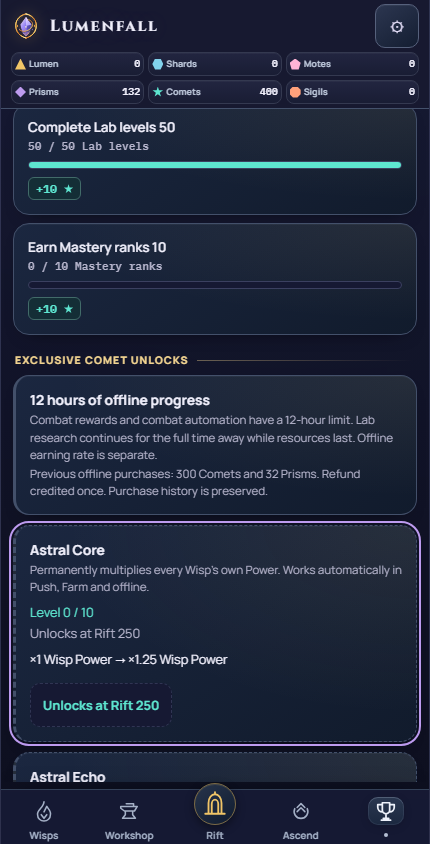 LUMENFALL
Lumen 0
Shards 0
Motes 0
Prisms 132
Comets 400
Sigils 0
Complete Lab levels 50
50 / 50 Lab levels
+10 ★
Earn Mastery ranks 10
0 / 10 Mastery ranks
+10 ★
EXCLUSIVE COMET UNLOCKS
12 hours of offline progress
Combat rewards and combat automation have a 12-hour limit. Lab
research continues for the full time away while resources last. Offline
earning rate is separate.
Previous offline purchases: 300 Comets and 32 Prisms. Refund
credited once. Purchase history is preserved.
Astral Core
Permanently multiplies every Wisp's own Power. Works automatically in
Push, Farm and offline.
Level 0 / 10
Unlocks at Rift 250
×1 Wisp Power → ×1.25 Wisp Power
Unlocks at Rift 250
Astral Echo
Wisps
Workshop
Rift
Ascend